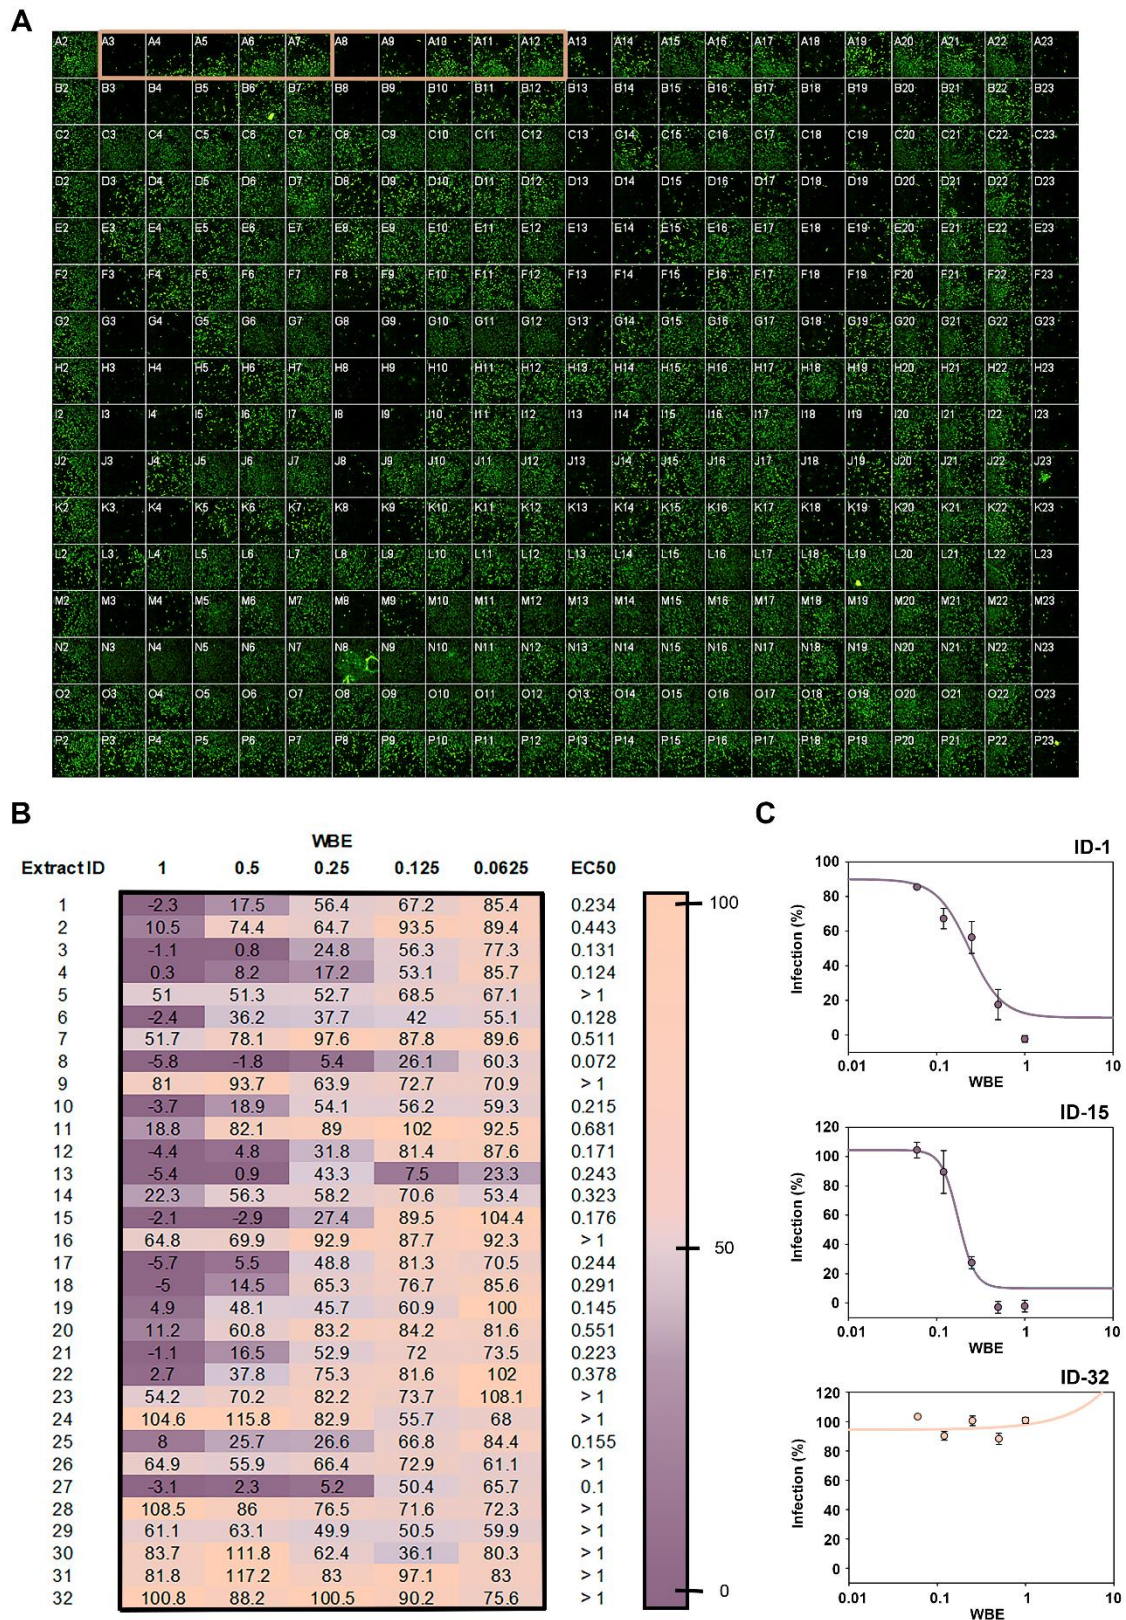 A
A2 A3 A4 A5 A6 A7 A8 A9 A10 A11 A12 A13 A14 A15 A16 A17 A18 A19 A20 A21 A22 A23
B2 B3 B4 B5 B6 B7 B8 B9 B10 B11 B12 B13 B14 B15 B16 B17 B18 B19 B20 B21 B22 B23
C2 C3 C4 C5 C6 C7 C8 C9 C10 C11 C12 C13 C14 C15 C16 C17 C18 C19 C20 C21 C22 C23
D2 D3 D4 D5 D6 D7 D8 D9 D10 D11 D12 D13 D14 D15 D16 D17 D18 D19 D20 D21 D22 D23
E2 E3 E4 E5 E6 E7 E8 E9 E10 E11 E12 E13 E14 E15 E16 E17 E18 E19 E20 E21 E22 E23
F2 F3 F4 F5 F6 F7 F8 F9 F10 F11 F12 F13 F14 F15 F16 F17 F18 F19 F20 F21 F22 F23
G2 G3 G4 G5 G6 G7 G8 G9 G10 G11 G12 G13 G14 G15 G16 G17 G18 G19 G20 G21 G22 G23
H2 H3 H4 H5 H6 H7 H8 H9 H10 H11 H12 H13 H14 H15 H16 H17 H18 H19 H20 H21 H22 H23
I2 I3 I4 I5 I6 I7 I8 I9 I10 I11 I12 I13 I14 I15 I16 I17 I18 I19 I20 I21 I22 I23
J2 J3 J4 J5 J6 J7 J8 J9 J10 J11 J12 J13 J14 J15 J16 J17 J18 J19 J20 J21 J22 J23
K2 K3 K4 K5 K6 K7 K8 K9 K10 K11 K12 K13 K14 K15 K16 K17 K18 K19 K20 K21 K22 K23
L2 L3 L4 L5 L6 L7 L8 L9 L10 L11 L12 L13 L14 L15 L16 L17 L18 L19 L20 L21 L22 L23
M2 M3 M4 M5 M6 M7 M8 M9 M10 M11 M12 M13 M14 M15 M16 M17 M18 M19 M20 M21 M22 M23
N2 N3 N4 N5 N6 N7 N8 N9 N10 N11 N12 N13 N14 N15 N16 N17 N18 N19 N20 N21 N22 N23
O2 O3 O4 O5 O6 O7 O8 O9 O10 O11 O12 O13 O14 O15 O16 O17 O18 O19 O20 O21 O22 O23
P2 P3 P4 P5 P6 P7 P8 P9 P10 P11 P12 P13 P14 P15 P16 P17 P18 P19 P20 P21 P22 P23
B
WBE
Extract ID 1 0.5 0.25 0.125 0.0625 EC50
1 -2.3 17.5 56.4 67.2 85.4 0.234
2 10.5 74.4 64.7 93.5 89.4 0.443
3 -1.1 0.8 24.8 56.3 77.3 0.131
4 0.3 8.2 17.2 53.1 85.7 0.124
5 51 51.3 52.7 68.5 67.1 > 1
6 -2.4 36.2 37.7 42 55.1 0.128
7 51.7 78.1 97.6 87.8 89.6 0.511
8 -5.8 -1.8 5.4 26.1 60.3 0.072
9 81 93.7 63.9 72.7 70.9 > 1
10 -3.7 18.9 54.1 56.2 59.3 0.215
11 18.8 82.1 89 102 92.5 0.681
12 -4.4 4.8 31.8 81.4 87.6 0.171
13 -5.4 0.9 43.3 7.5 23.3 0.243
14 22.3 56.3 58.2 70.6 53.4 0.323
15 -2.1 -2.9 27.4 89.5 104.4 0.176
16 64.8 69.9 92.9 87.7 92.3 > 1
17 -5.7 5.5 48.8 81.3 70.5 0.244
18 -5 14.5 65.3 76.7 85.6 0.291
19 4.9 48.1 45.7 60.9 100 0.145
20 11.2 60.8 83.2 84.2 81.6 0.551
21 -1.1 16.5 52.9 72 73.5 0.223
22 2.7 37.8 75.3 81.6 102 0.378
23 54.2 70.2 82.2 73.7 108.1 > 1
24 104.6 115.8 82.9 55.7 68 > 1
25 8 25.7 26.6 66.8 84.4 0.155
26 64.9 55.9 66.4 72.9 61.1 > 1
27 -3.1 2.3 5.2 50.4 65.7 0.1
28 108.5 86 76.5 71.6 72.3 > 1
29 61.1 63.1 49.9 50.5 59.9 > 1
30 83.7 111.8 62.4 36.1 80.3 > 1
31 81.8 117.2 83 97.1 83 > 1
32 100.8 88.2 100.5 90.2 75.6 > 1
100
50
0
C
ID-1
100
80
60
40
20
0
Infection (%)
0.01 0.1 1 10
WBE
ID-15
120
100
80
60
40
20
0
Infection (%)
0.01 0.1 1 10
WBE
ID-32
120
100
80
60
40
20
0
Infection (%)
0.01 0.1 1 10
WBE